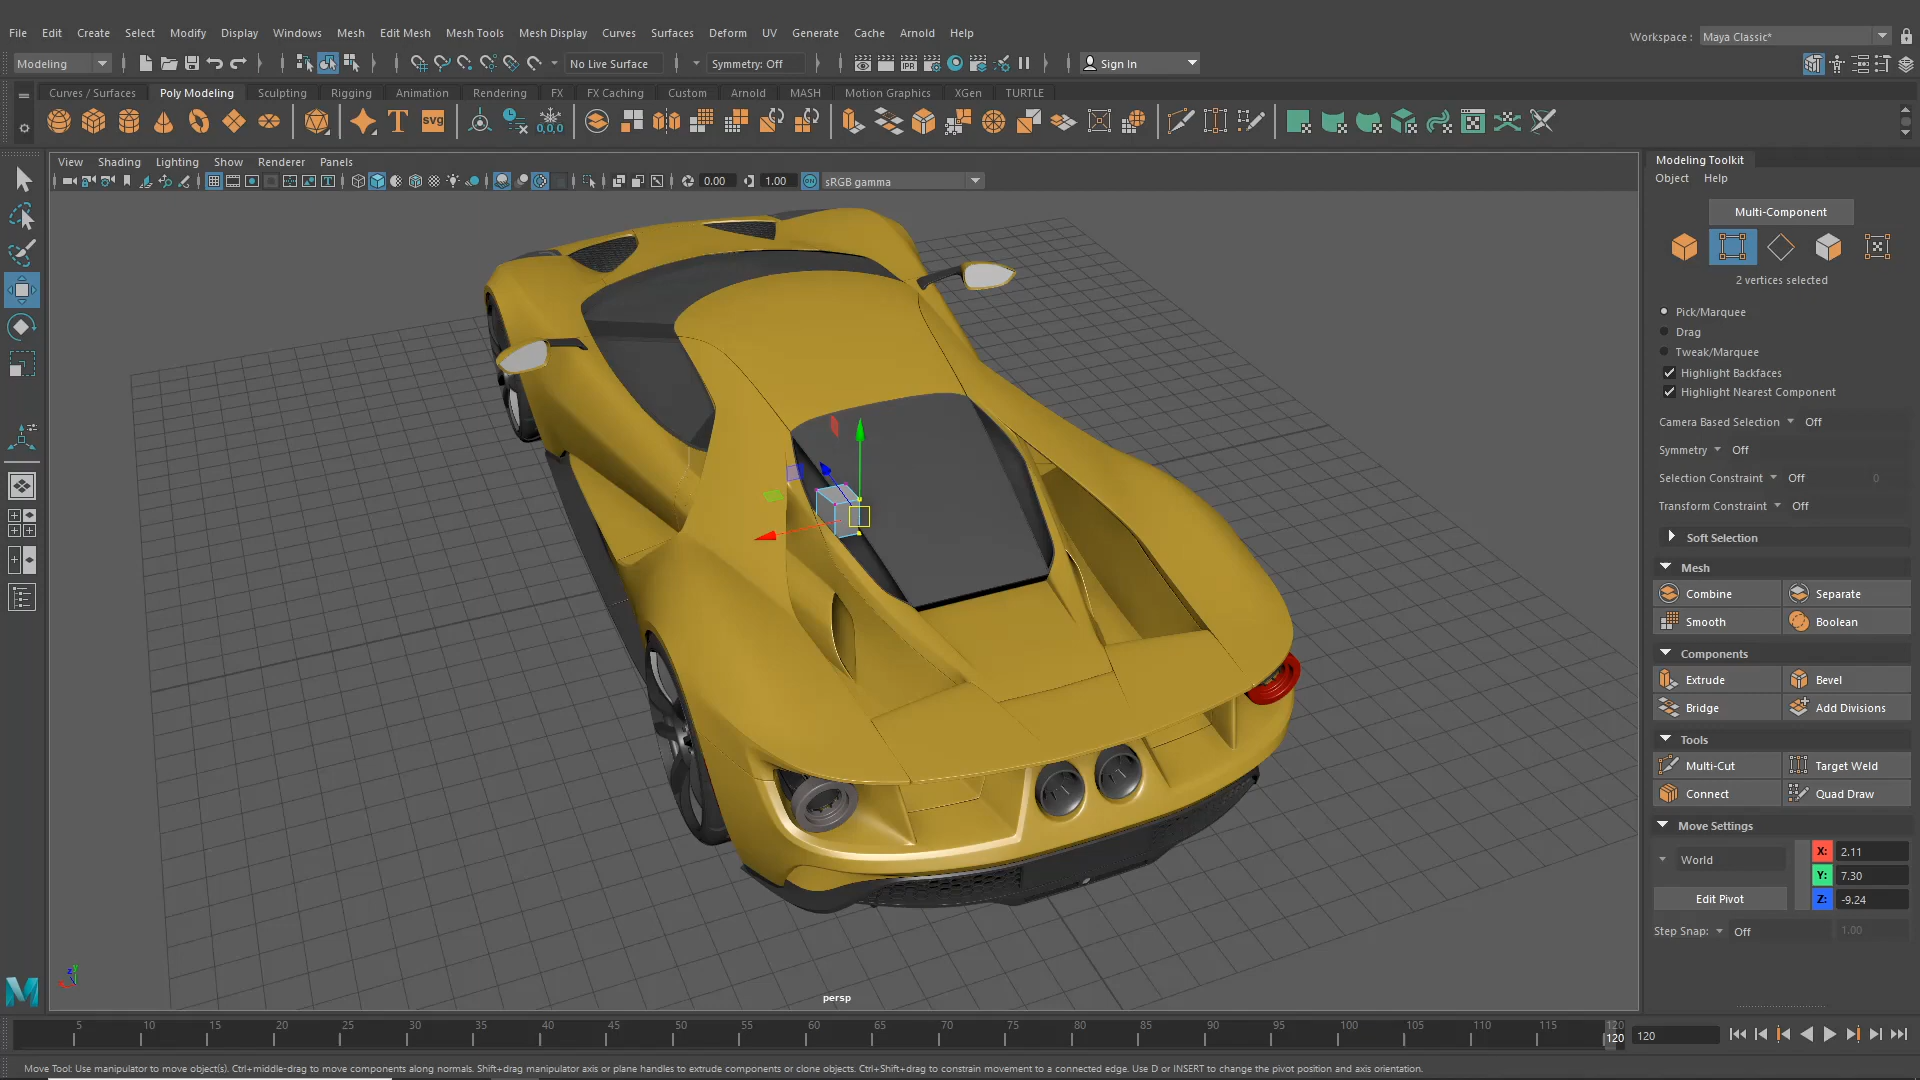 File Edit Create Select Modify Display Windows Mesh Edit Mesh Mesh Tools Mesh Display Curves Surfaces Deform UV Generate Cache Arnold Help
Workspace : Maya Classic*
Modeling No Live Surface Symmetry: Off Sign In
Curves / Surfaces Poly Modeling Sculpting Rigging Animation Rendering FX FX Caching Custom Arnold MASH Motion Graphics XGen TURTLE
T svg 0,0,0
View Shading Lighting Show Renderer Panels
0.00 1.00 sRGB gamma
Modeling Toolkit
Object Help
Multi-Component
2 vertices selected
Pick/Marquee
Drag
Tweak/Marquee
Highlight Backfaces
Highlight Nearest Component
Camera Based Selection Off
Symmetry Off
Selection Constraint Off 0
Transform Constraint Off
Soft Selection
Mesh
Combine Separate
Smooth Boolean
Components
Extrude Bevel
Bridge Add Divisions
Tools
Multi-Cut Target Weld
Connect Quad Draw
Move Settings
World X: 2.11
Y: 7.30
Edit Pivot Z: -9.24
Step Snap: Off 1.00
persp
5 10 15 20 25 30 35 40 45 50 55 60 65 70 75 80 85 90 95 100 105 110 115 120
120 120
Move Tool: Use manipulator to move object(s). Ctrl+middle-drag to move components along normals. Shift+drag manipulator axis or plane handles to extrude components or clone objects. Ctrl+Shift+drag to constrain movement to a connected edge. Use D or INSERT to change the pivot position and axis orientation.